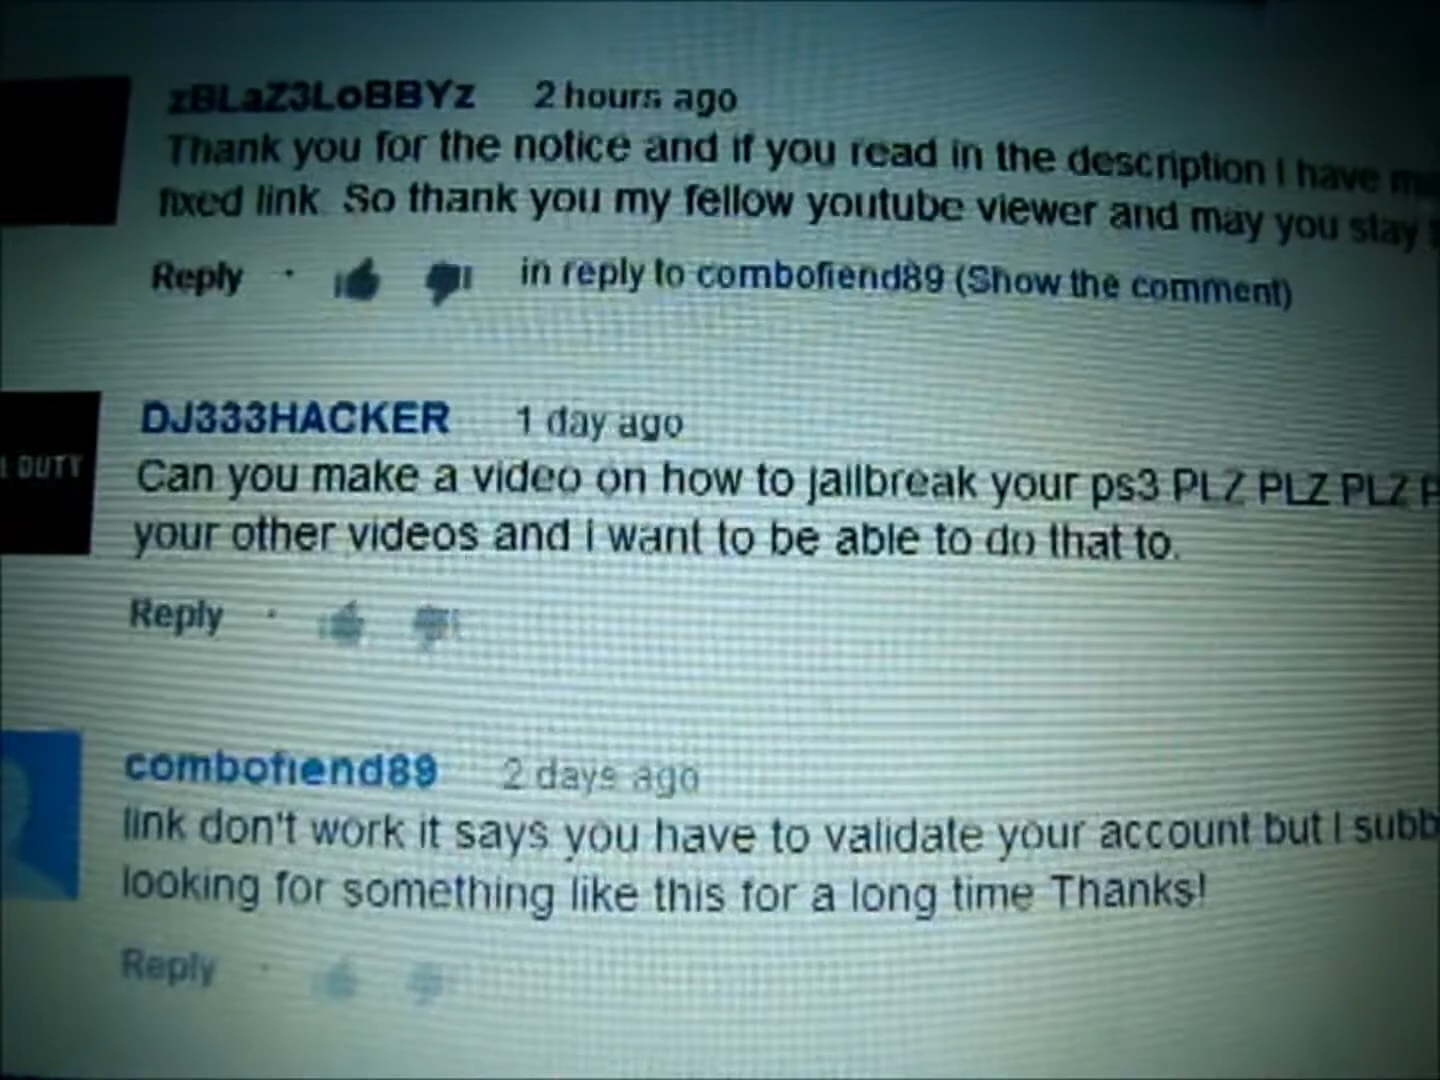 zBLaZ3LoBBYz 2 hours ago
Thank you for the notice and if you read in the description I have
fixed link. So thank you my fellow youtube viewer and may you stay
Reply · in reply to combofiend89 (Show the comment)
DJ333HACKER 1 day ago
L DUTY
Can you make a video on how to jailbreak your ps3 PLZ PLZ PLZ
your other videos and i want to be able to do that to.
Reply ·
combofiend89 2 days ago
link don't work it says you have to validate your account but I subb
looking for something like this for a long time Thanks!
Reply ·